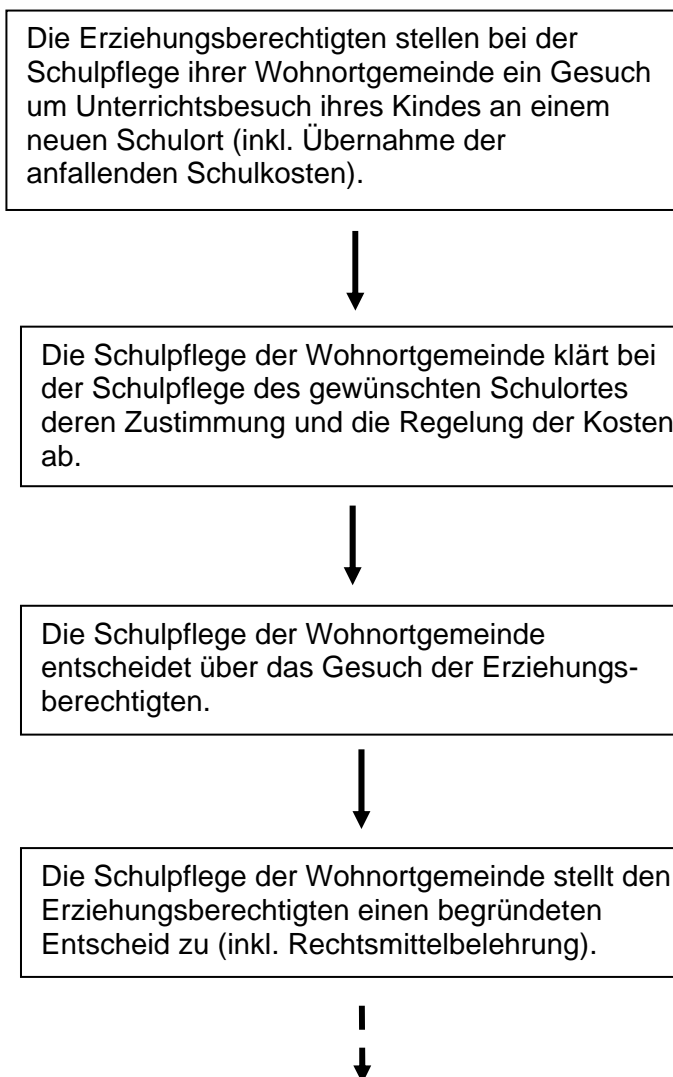 Die Erziehungsberechtigten stellen bei der
Schulpflege ihrer Wohnortgemeinde ein Gesuch
um Unterrichtsbesuch ihres Kindes an einem
neuen Schulort (inkl. Übernahme der
anfallenden Schulkosten).
Die Schulpflege der Wohnortgemeinde klärt bei
der Schulpflege des gewünschten Schulortes
deren Zustimmung und die Regelung der Kosten
ab.
Die Schulpflege der Wohnortgemeinde
entscheidet über das Gesuch der Erziehungs-
berechtigten.
Die Schulpflege der Wohnortgemeinde stellt den
Erziehungsberechtigten einen begründeten
Entscheid zu (inkl. Rechtsmittelbelehrung).